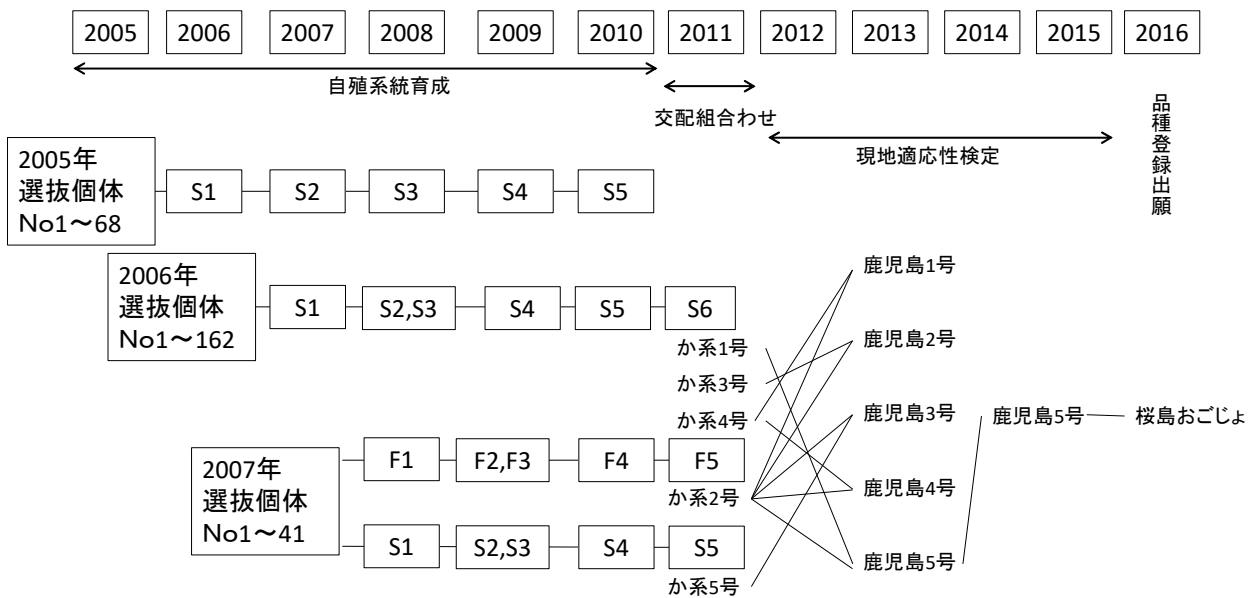 2005 2006 2007 2008 2009 2010 2011 2012 2013 2014 2015 2016
自殖系統育成
交配組合わせ
現地適応性検定
品種登録出願
2005年
選抜個体
No1～68
S1 S2 S3 S4 S5
2006年
選抜個体
No1～162
S1 S2,S3 S4 S5 S6
か系1号
か系3号
か系4号
2007年
選抜個体
No1～41
F1 F2,F3 F4 F5
か系2号
S1 S2,S3 S4 S5
か系5号
鹿児島1号
鹿児島2号
鹿児島3号
鹿児島4号
鹿児島5号
鹿児島5号
桜島おごじょ